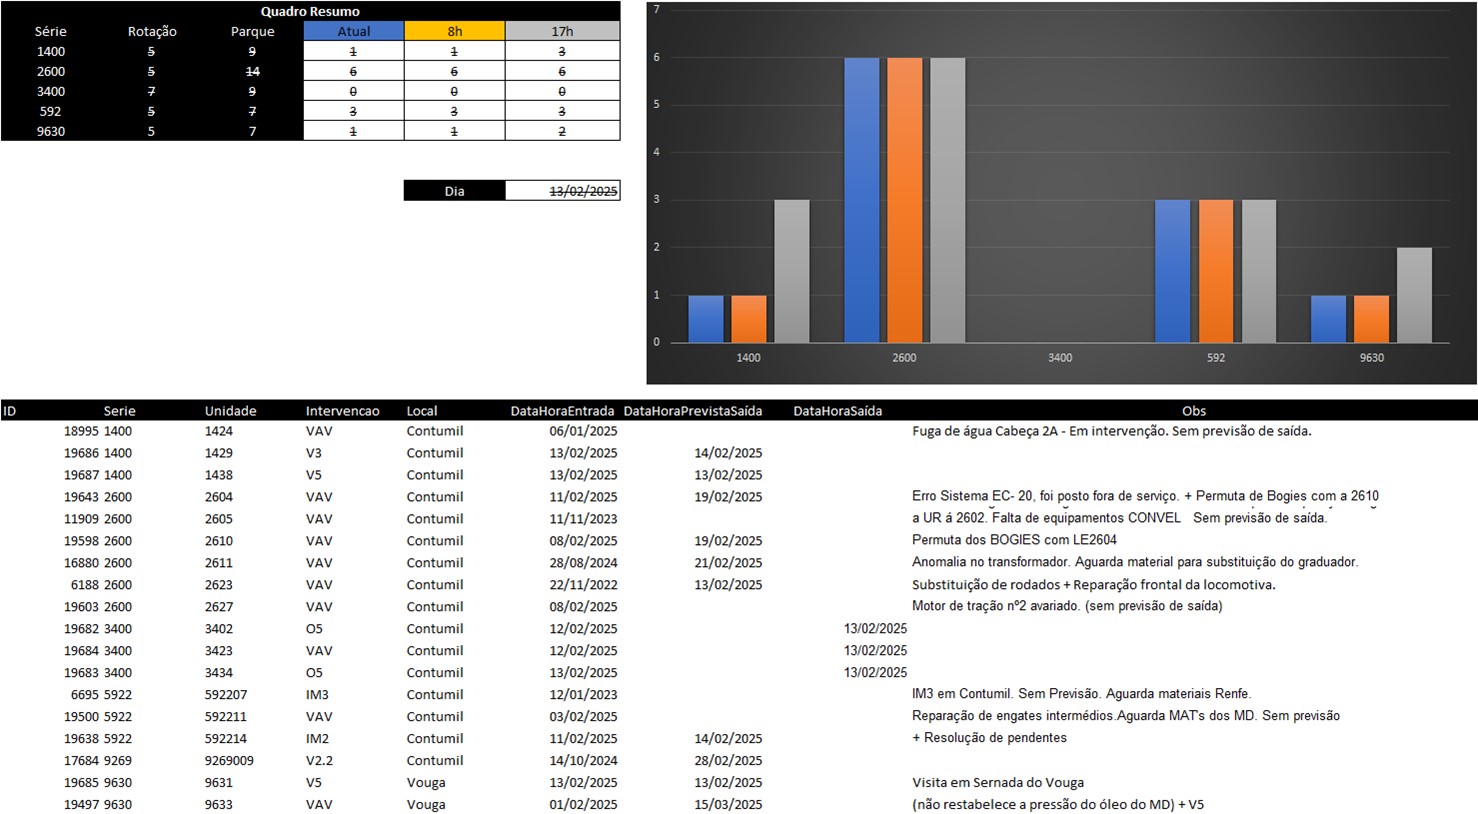 Quadro Resumo
Série Rotação Parque Atual 8h 17h
1400 5 9 1 1 3
2600 5 14 6 6 6
3400 7 9 0 0 0
592 5 7 3 3 3
9630 5 7 1 1 2
Dia 13/02/2025
7
6
5
4
3
2
1
0
1400 2600 3400 592 9630
ID Serie Unidade Intervencao Local DataHoraEntrada DataHoraPrevistaSaída DataHoraSaída Obs
18995 1400 1424 VAV Contumil 06/01/2025 Fuga de água Cabeça 2A - Em intervenção. Sem previsão de saída.
19686 1400 1429 V3 Contumil 13/02/2025 14/02/2025
19687 1400 1438 V5 Contumil 13/02/2025 13/02/2025
19643 2600 2604 VAV Contumil 11/02/2025 19/02/2025 Erro Sistema EC- 20, foi posto fora de serviço. + Permuta de Bogies com a 2610
11909 2600 2605 VAV Contumil 11/11/2023 a UR á 2602. Falta de equipamentos CONVEL Sem previsão de saída.
19598 2600 2610 VAV Contumil 08/02/2025 19/02/2025 Permuta dos BOGIES com LE2604
16880 2600 2611 VAV Contumil 28/08/2024 21/02/2025 Anomalia no transformador. Aguarda material para substituição do graduador.
6188 2600 2623 VAV Contumil 22/11/2022 13/02/2025 Substituição de rodados + Reparação frontal da locomotiva.
19603 2600 2627 VAV Contumil 08/02/2025 Motor de tração nº2 avariado. (sem previsão de saída)
19682 3400 3402 O5 Contumil 12/02/2025 13/02/2025
19684 3400 3423 VAV Contumil 12/02/2025 13/02/2025
19683 3400 3434 O5 Contumil 13/02/2025 13/02/2025
6695 5922 592207 IM3 Contumil 12/01/2023 IM3 em Contumil. Sem Previsão. Aguarda materiais Renfe.
19500 5922 592211 VAV Contumil 03/02/2025 Reparação de engates intermédios.Aguarda MAT's dos MD. Sem previsão
19638 5922 592214 IM2 Contumil 11/02/2025 14/02/2025 + Resolução de pendentes
17684 9269 9269009 V2.2 Contumil 14/10/2024 28/02/2025
19685 9630 9631 V5 Vouga 13/02/2025 13/02/2025 Visita em Sernada do Vouga
19497 9630 9633 VAV Vouga 01/02/2025 15/03/2025 (não restabelece a pressão do óleo do MD) + V5